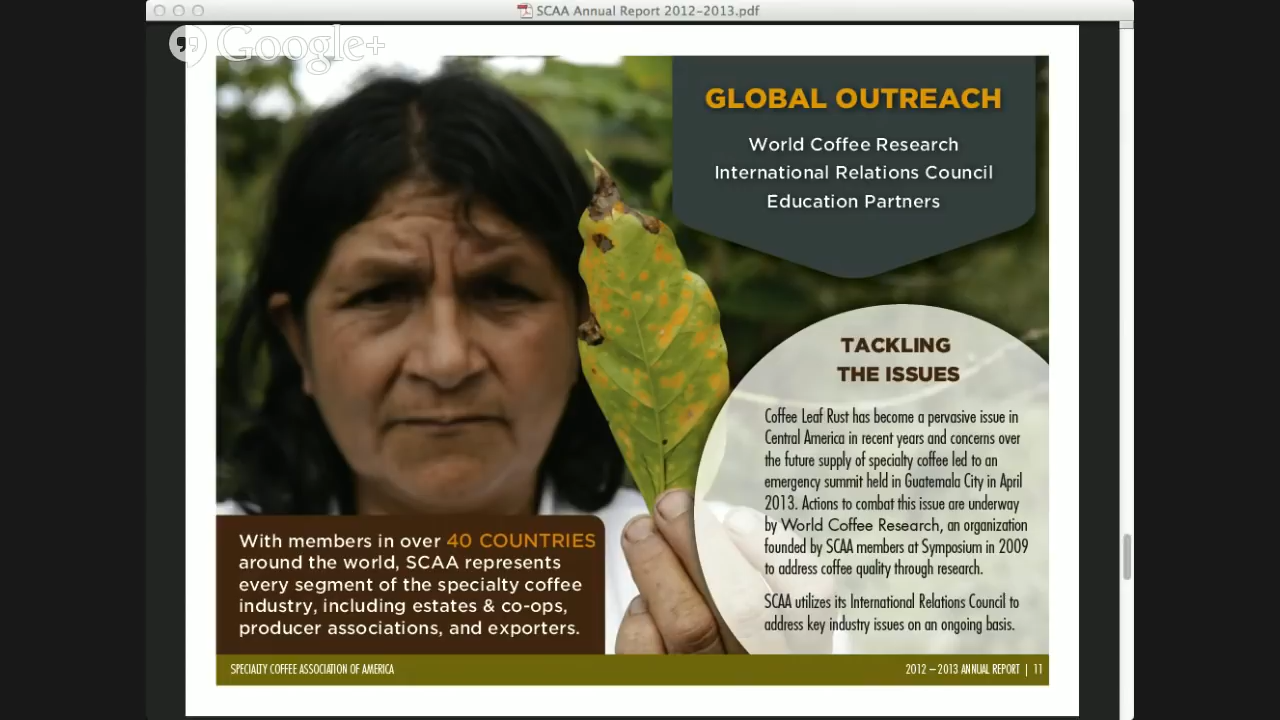 SCAA Annual Report 2012-2013.pdf
Google+
GLOBAL OUTREACH
World Coffee Research
International Relations Council
Education Partners
TACKLING
THE ISSUES
Coffee Leaf Rust has become a pervasive issue in
Central America in recent years and concerns over
the future supply of specialty coffee led to an
emergency summit held in Guatemala City in April
2013. Actions to combat this issue are underway
by World Coffee Research, an organization
founded by SCAA members at Symposium in 2009
to address coffee quality through research.
SCAA utilizes its International Relations Council to
address key industry issues on an ongoing basis.
With members in over 40 COUNTRIES
around the world, SCAA represents
every segment of the specialty coffee
industry, including estates & co-ops,
producer associations, and exporters.
SPECIALTY COFFEE ASSOCIATION OF AMERICA
2012 – 2013 ANNUAL REPORT | 11